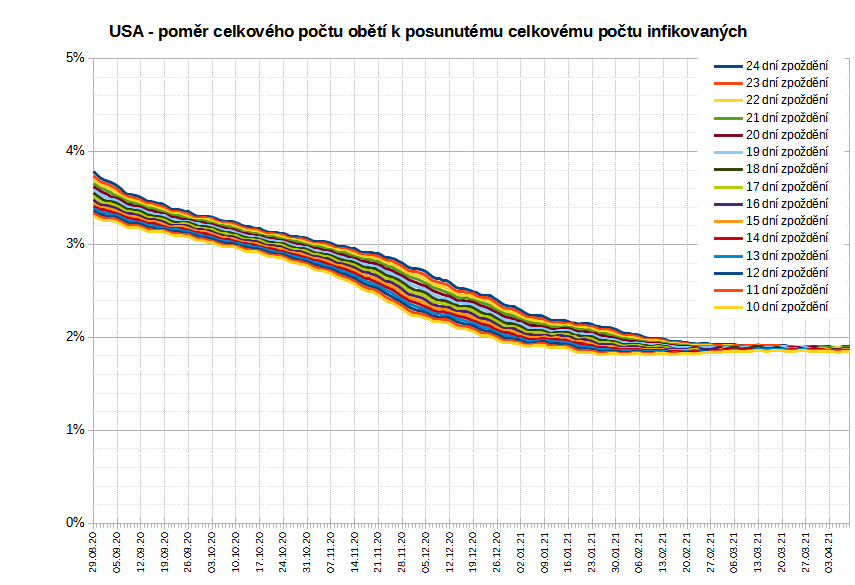 USA - poměr celkového počtu obětí k posunutému celkovému počtu infikovaných
5%
4%
3%
2%
1%
0%
24 dní zpoždění
23 dní zpoždění
22 dní zpoždění
21 dní zpoždění
20 dní zpoždění
19 dní zpoždění
18 dní zpoždění
17 dní zpoždění
16 dní zpoždění
15 dní zpoždění
14 dní zpoždění
13 dní zpoždění
12 dní zpoždění
11 dní zpoždění
10 dní zpoždění
29.08.20
05.09.20
12.09.20
19.09.20
26.09.20
03.10.20
10.10.20
17.10.20
24.10.20
31.10.20
07.11.20
14.11.20
21.11.20
28.11.20
05.12.20
12.12.20
19.12.20
26.12.20
02.01.21
09.01.21
16.01.21
23.01.21
30.01.21
06.02.21
13.02.21
20.02.21
27.02.21
06.03.21
13.03.21
20.03.21
27.03.21
03.04.21